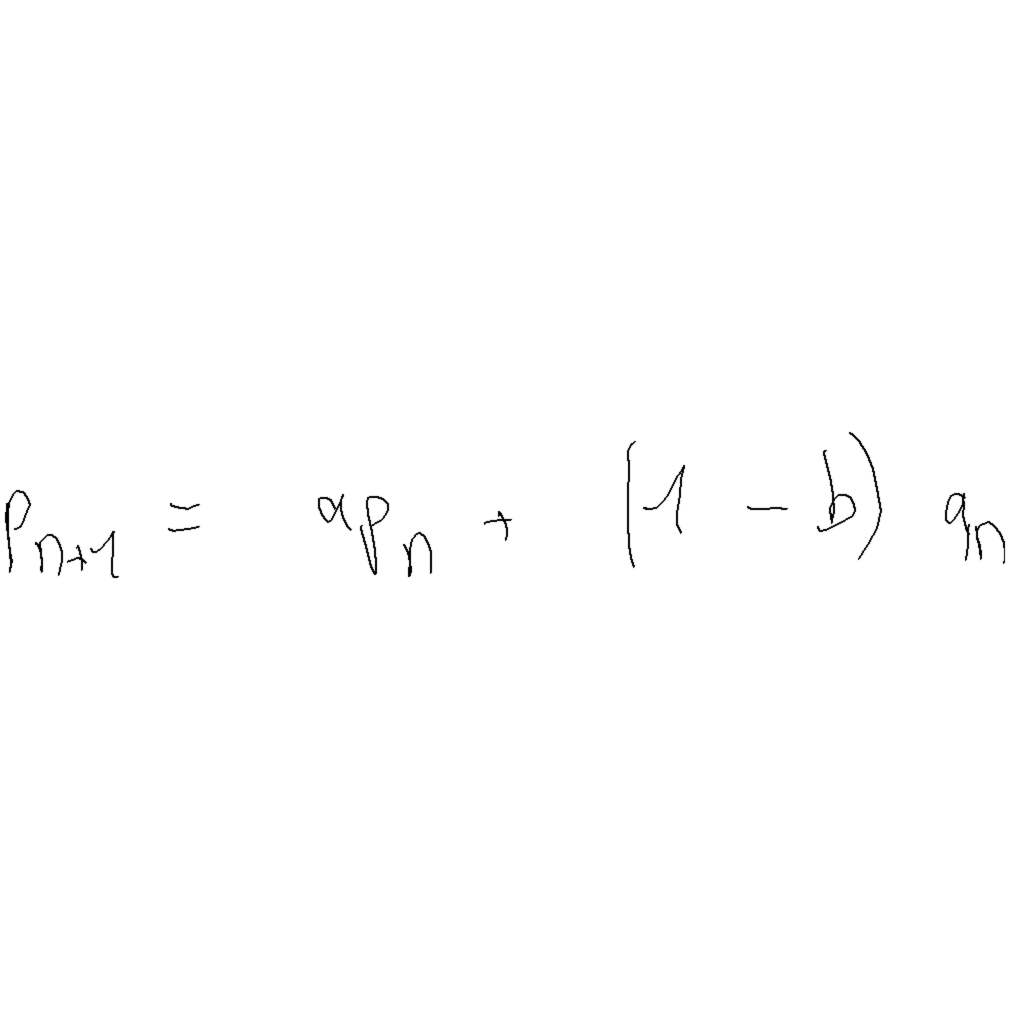 p_{n+1} = ap_n + (1 - b) q_n